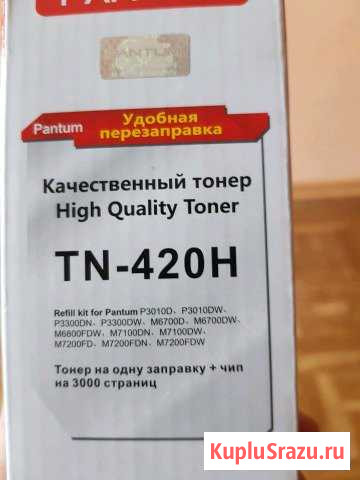 PANTUM
Pantum
Удобная
перезаправка
Качественный тонер
High Quality Toner
TN-420H
Refill kit for Pantum P3010D、P3010DW、
P3300DN、P3300DW、M6700D、M6700DW、
M6800FDW、M7100DN、M7100DW、
M7200FD、M7200FDN、M7200FDW
Тонер на одну заправку + чип
на 3000 страниц
KupluSrazu.ru